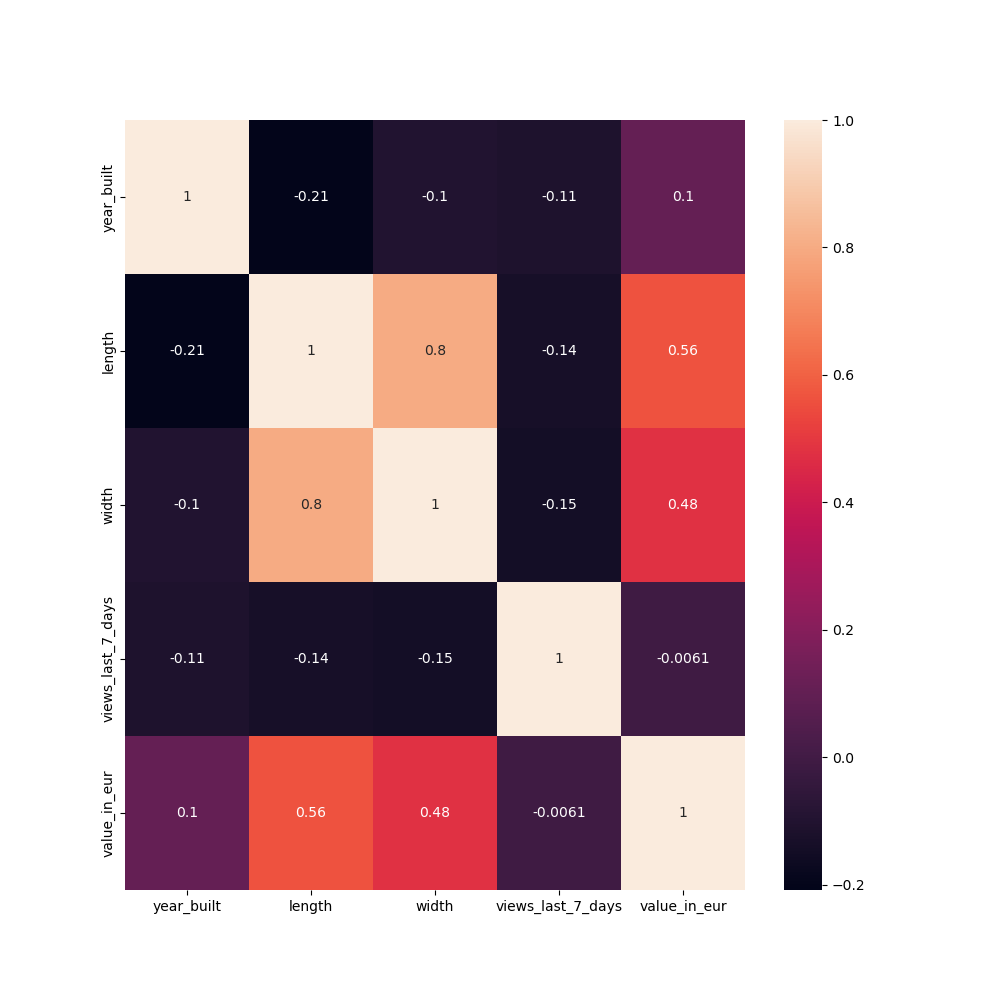 year_built 1 -0.21 -0.1 -0.11 0.1
length -0.21 1 0.8 -0.14 0.56
width -0.1 0.8 1 -0.15 0.48
views_last_7_days -0.11 -0.14 -0.15 1 -0.0061
value_in_eur 0.1 0.56 0.48 -0.0061 1
year_built length width views_last_7_days value_in_eur
1.0
0.8
0.6
0.4
0.2
0.0
−0.2